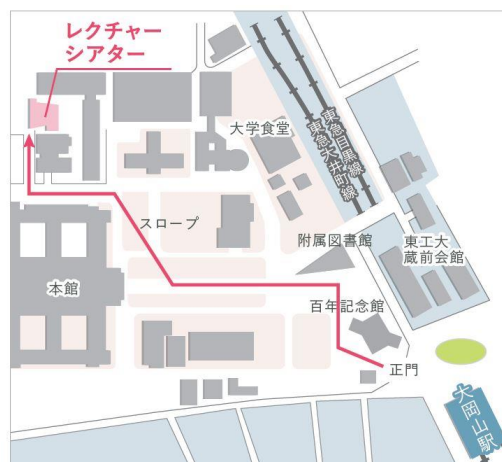 レクチャー
シアター
大学食堂
東急目黒線
東急大井町線
スロープ
附属図書館
東工大
蔵前会館
本館
百年記念館
正門
大岡山駅